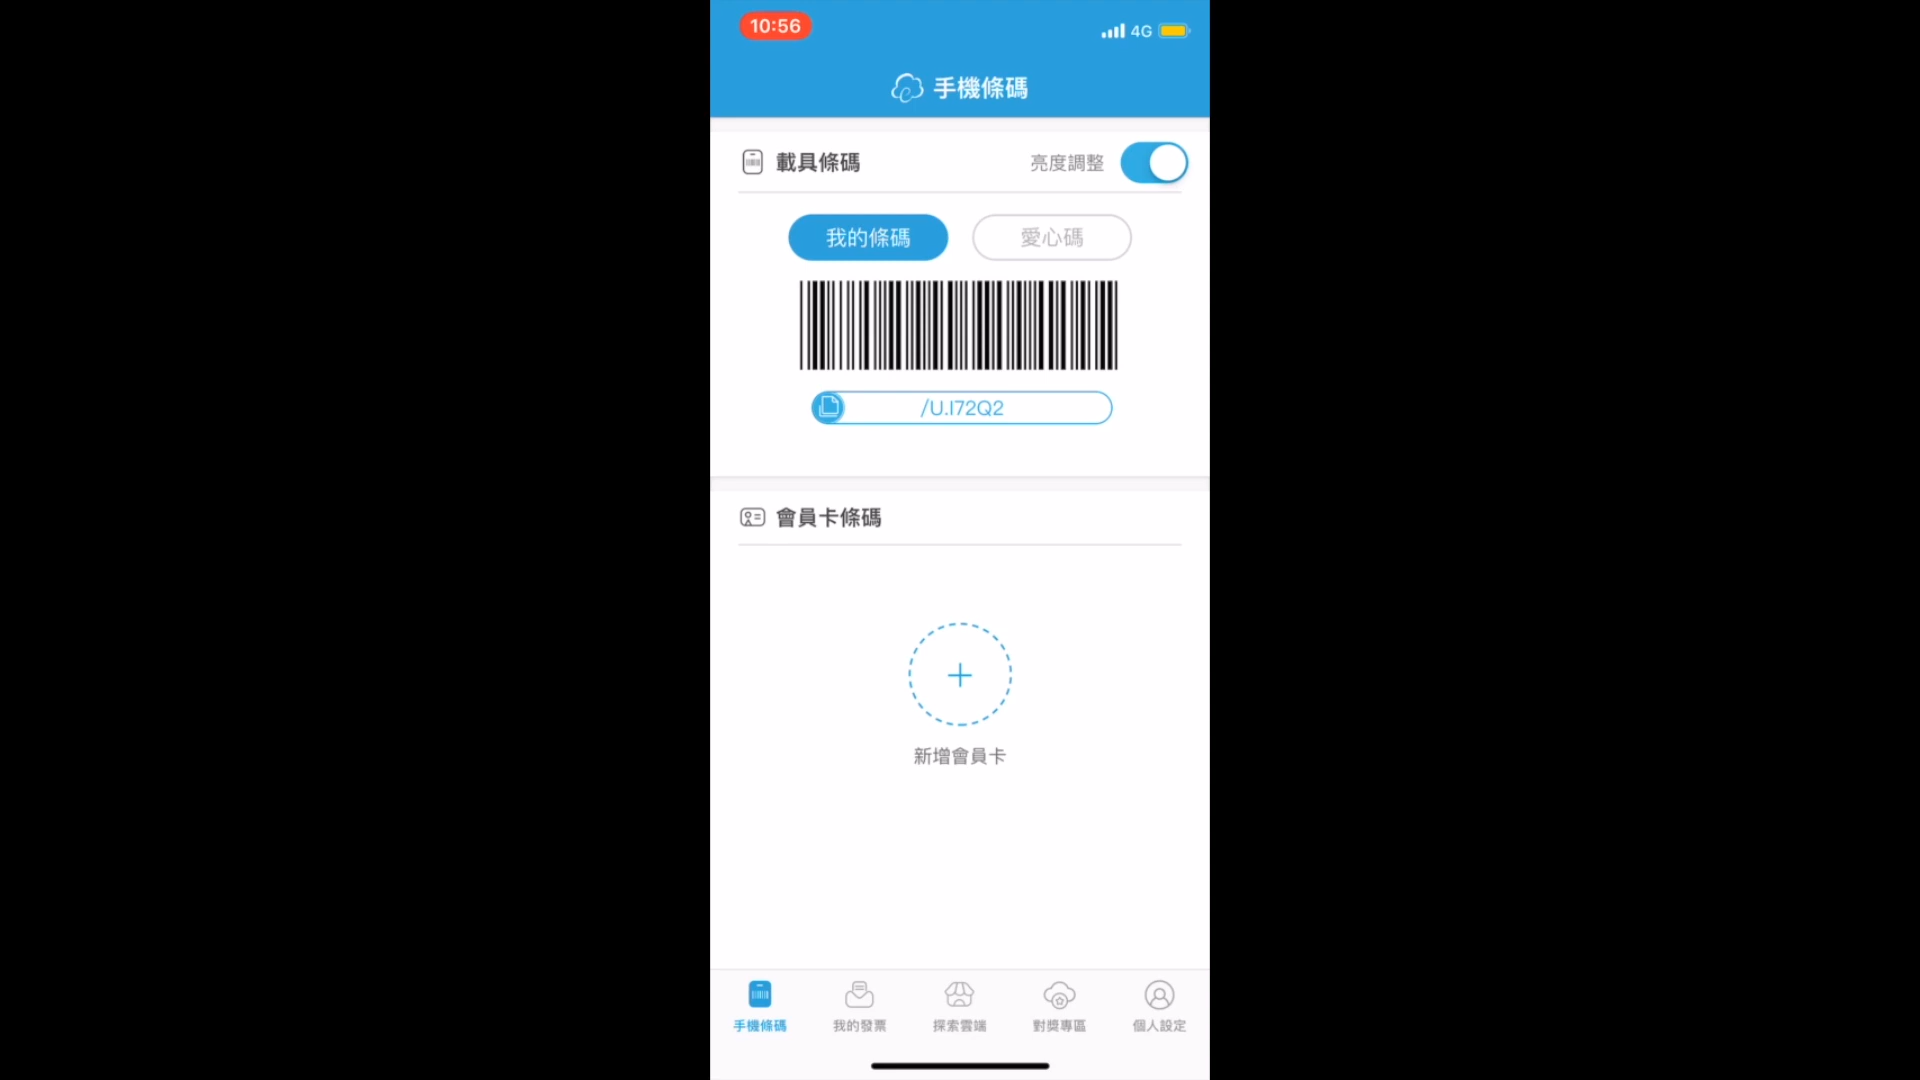 10:56
4G
手機條碼
載具條碼
亮度調整
我的條碼
愛心碼
/U.I72Q2
會員卡條碼
新增會員卡
手機條碼
我的發票
探索雲端
對獎專區
個人設定